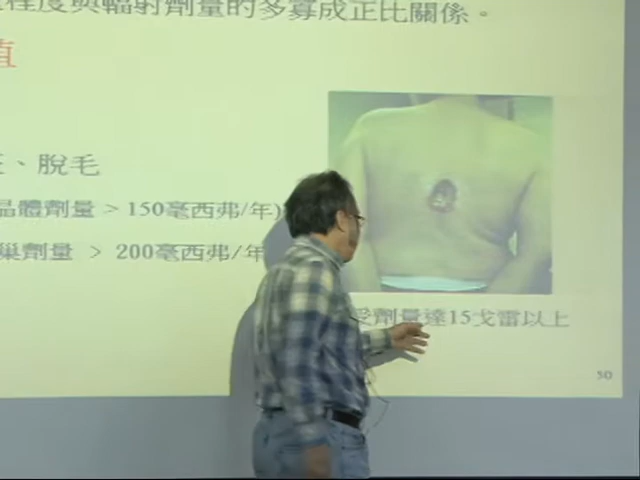 程度與輻射劑量的多寡成正比關係。
值
、脫毛
晶體劑量 > 150毫西弗/年)
巢劑量 > 200毫西弗/年
受劑量達15戈雷以上
50